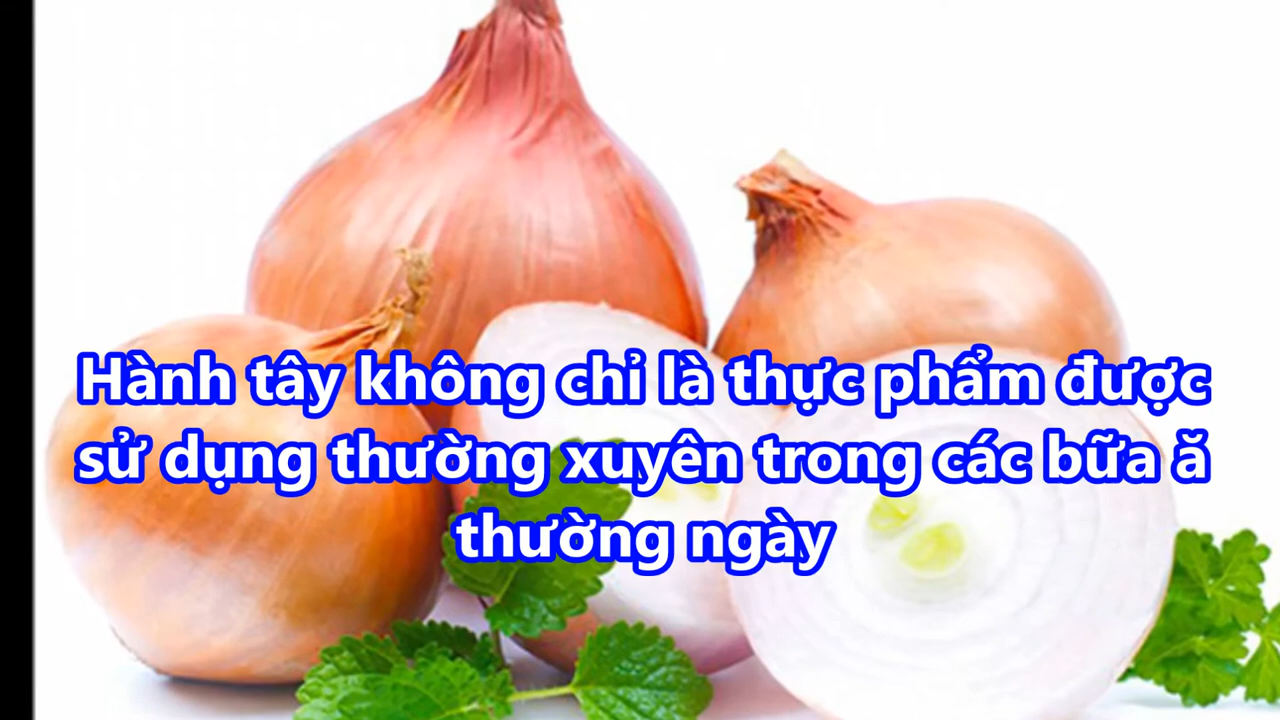 Hành tây không chỉ là thực phẩm được
sử dụng thường xuyên trong các bữa ă
thường ngày